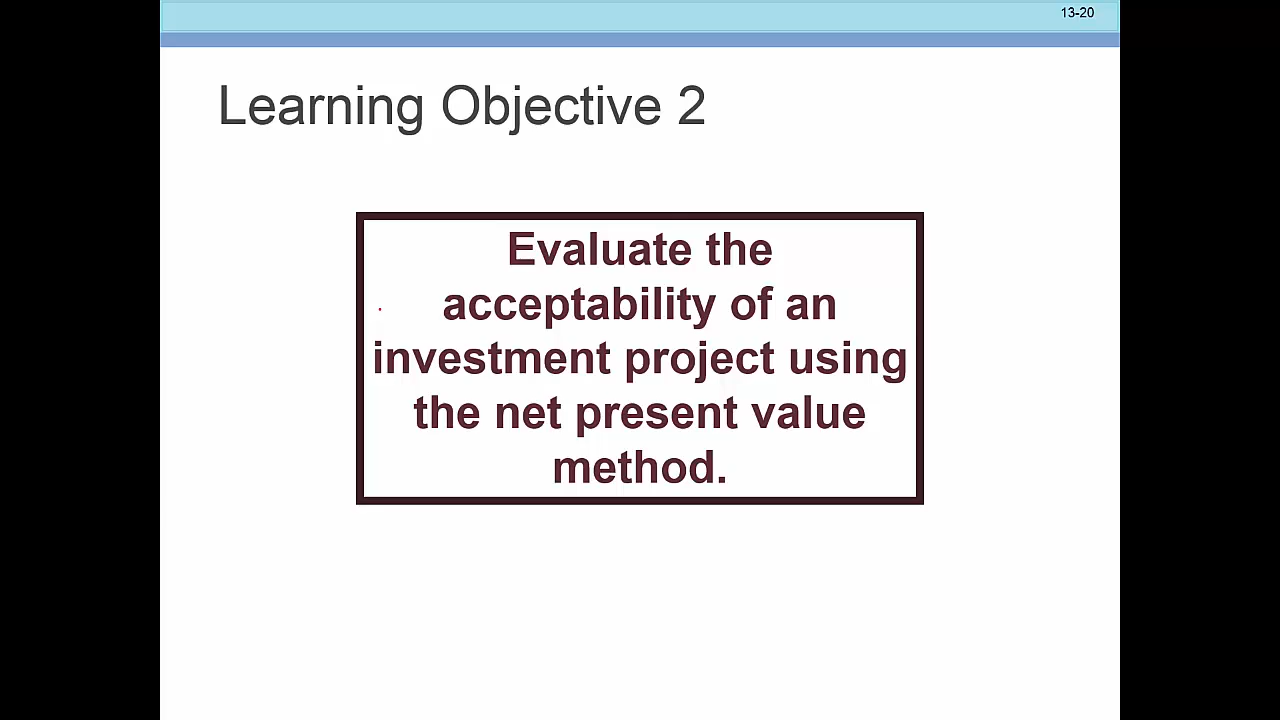 13-20
Learning Objective 2
Evaluate the
acceptability of an
investment project using
the net present value
method.